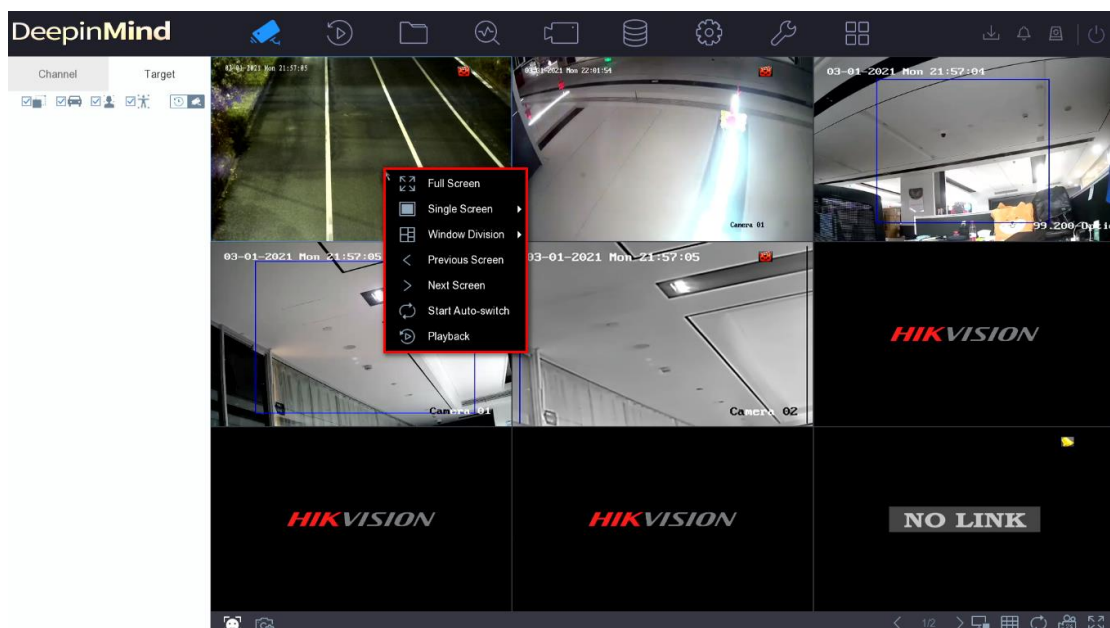 DeepinMind
Channel Target
03-01-2021 Mon 21:57:05
03-01-2021 Mon 22:01:54
03-01-2021 Mon 21:57:04
Full Screen
Single Screen
Window Division
Previous Screen
Next Screen
Start Auto-switch
Playback
Camera 01
99.200
03-01-2021 Mon 21:57:05
03-01-2021 Mon 21:57:05
Camera 01
Camera 02
HIKVISION
HIKVISION
HIKVISION
NO LINK
1/2